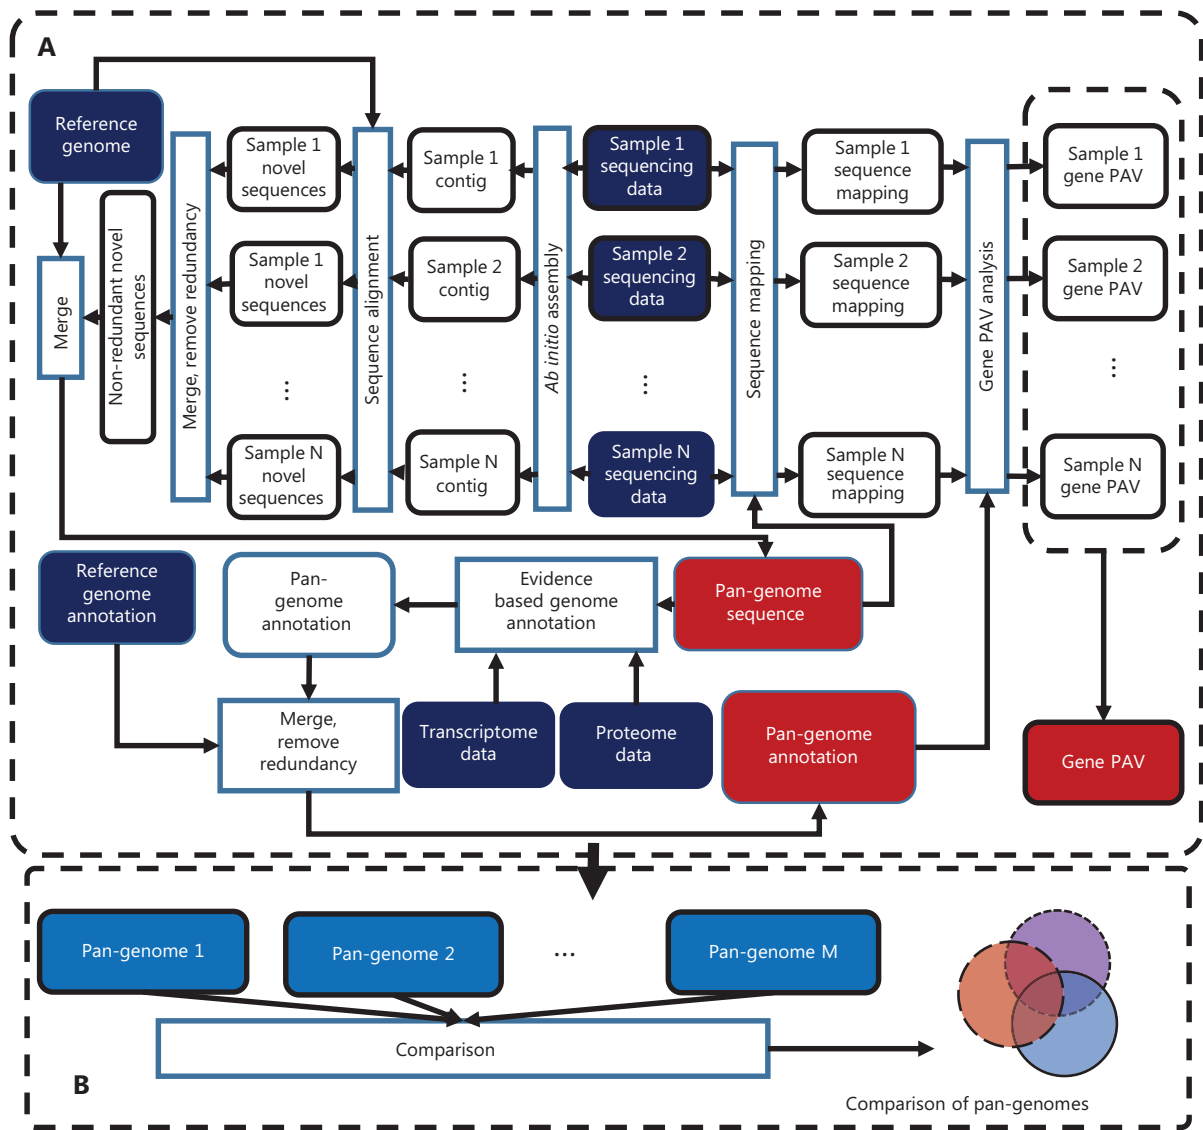 A
Reference
genome
Merge
Non-redundant novel
sequences
Merge, remove redundancy
Sample 1
novel
sequences
Sample 1
novel
sequences
...
Sample N
novel
sequences
Sequence alignment
Sample 1
contig
Sample 2
contig
...
Sample N
contig
Ab initio assembly
Sample 1
sequencing
data
Sample 2
sequencing
data
...
Sample N
sequencing
data
Sequence mapping
Sample 1
sequence
mapping
Sample 2
sequence
mapping
Sample N
sequence
mapping
Gene PAV analysis
Sample 1
gene PAV
Sample 2
gene PAV
...
Sample N
gene PAV
Reference
genome
annotation
Pan-
genome
annotation
Evidence
based genome
annotation
Pan-genome
sequence
Merge,
remove
redundancy
Transcriptome
data
Proteome
data
Pan-genome
annotation
Gene PAV
Pan-genome 1
Pan-genome 2
...
Pan-genome M
Comparison
B
Comparison of pan-genomes